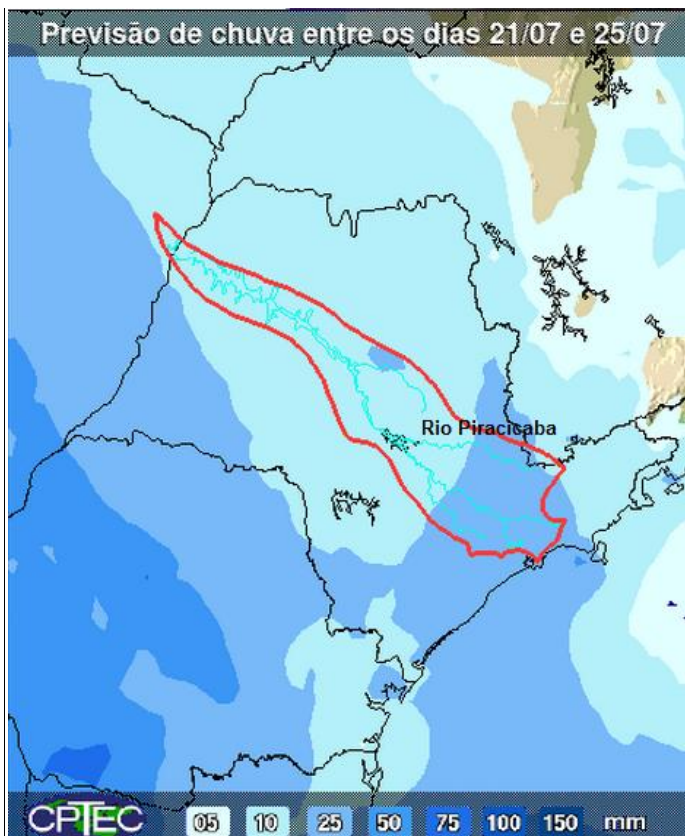 Previsão de chuva entre os dias 21/07 e 25/07
Rio Piracicaba
CPTEC 05 10 25 50 75 100 150 mm